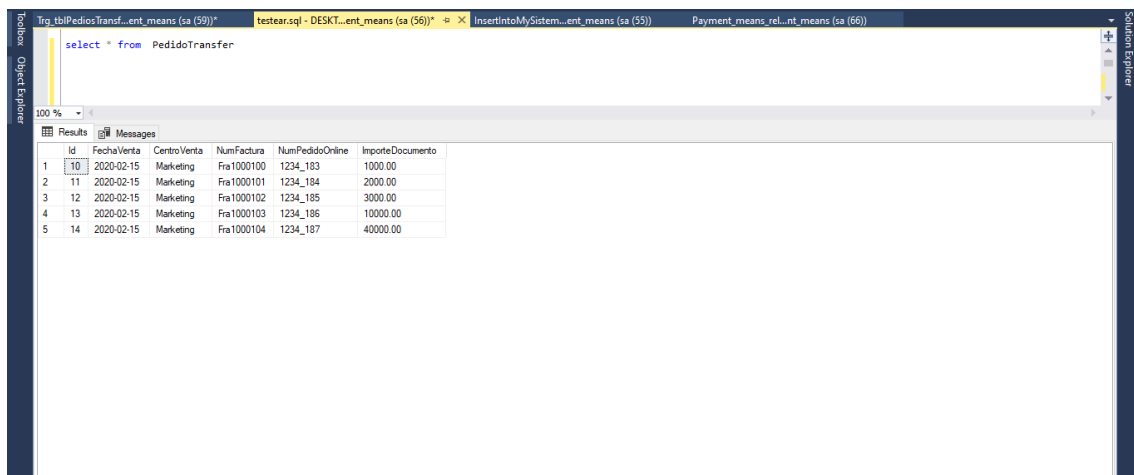 Trg_tblPediosTransf...ent_means (sa (59))* testear.sql - DESKT...ent_means (sa (56))* InsertIntoMySistem...ent_means (sa (55)) Payment_means_rel...nt_means (sa (66))
Toolbox
Object Explorer
Solution Explorer
select * from PedidoTransfer
100 %
Results Messages
Id FechaVenta CentroVenta NumFactura NumPedidoOnline ImporteDocumento
1 10 2020-02-15 Marketing Fra1000100 1234_183 1000.00
2 11 2020-02-15 Marketing Fra1000101 1234_184 2000.00
3 12 2020-02-15 Marketing Fra1000102 1234_185 3000.00
4 13 2020-02-15 Marketing Fra1000103 1234_186 10000.00
5 14 2020-02-15 Marketing Fra1000104 1234_187 40000.00